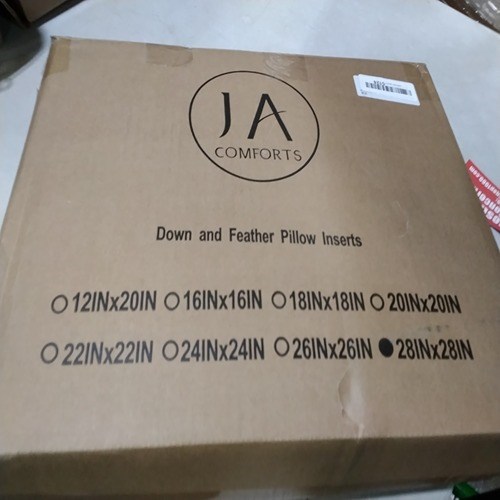 JA
COMFORTS
Down and Feather Pillow Inserts
12INx20IN 16INx16IN 18INx18IN 20INx20IN
22INx22IN 24INx24IN 26INx26IN 28INx28IN